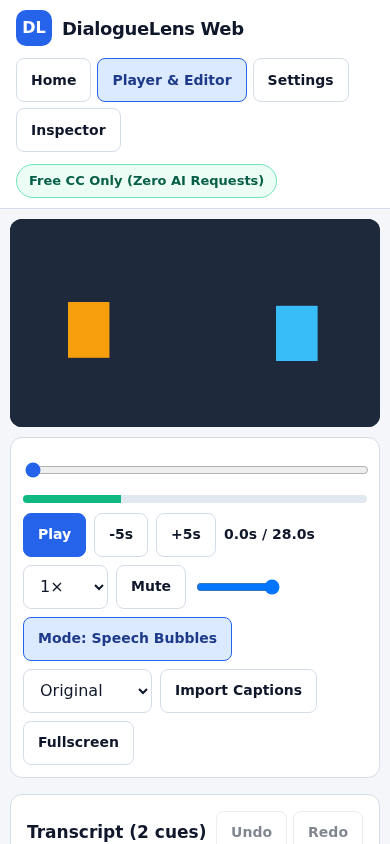 DL DialogueLens Web
Home Player & Editor Settings
Inspector
Free CC Only (Zero AI Requests)
Play -5s +5s 0.0s / 28.0s
1× Mute
Mode: Speech Bubbles
Original Import Captions
Fullscreen
Transcript (2 cues) Undo Redo